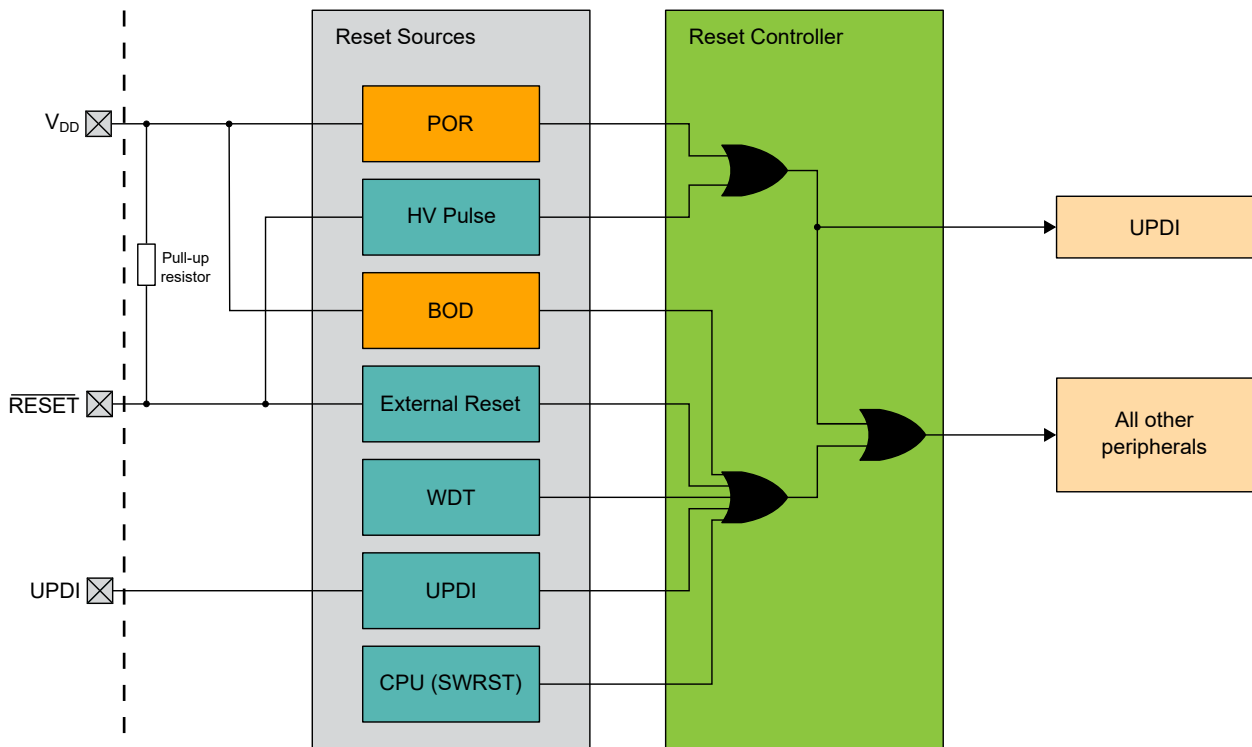 Reset Sources
Reset Controller
VDD
POR
HV Pulse
UPDI
Pull-up
resistor
BOD
RESET
External Reset
All other
peripherals
WDT
UPDI
UPDI
CPU (SWRST)